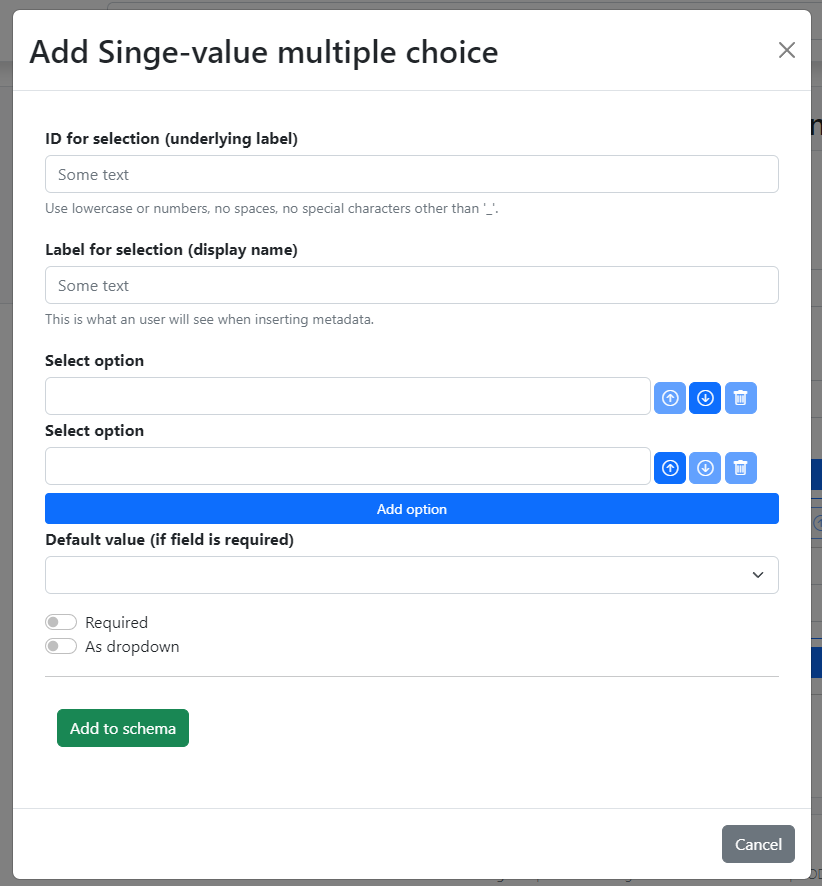 Add Singe-value multiple choice
ID for selection (underlying label)
Some text
Use lowercase or numbers, no spaces, no special characters other than '_'.
Label for selection (display name)
Some text
This is what an user will see when inserting metadata.
Select option
Select option
Add option
Default value (if field is required)
Required
As dropdown
Add to schema
Cancel